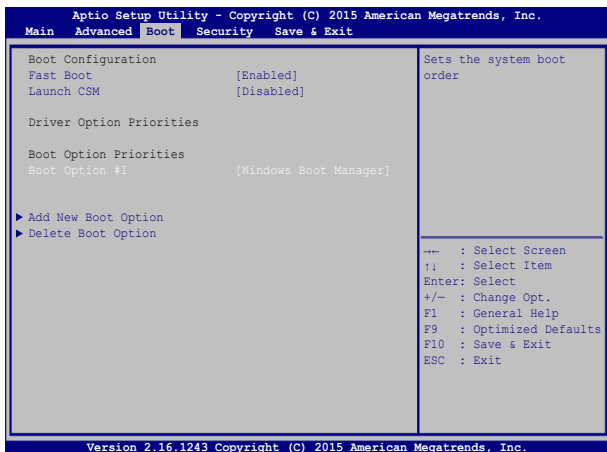 Aptio Setup Utility - Copyright (C) 2015 American Megatrends, Inc.
Main Advanced Boot Security Save & Exit
Boot Configuration
Fast Boot [Enabled]
Launch CSM [Disabled]
Driver Option Priorities
Boot Option Priorities
Boot Option #1 [Windows Boot Manager]
▶ Add New Boot Option
▶ Delete Boot Option
Sets the system boot
order
→← : Select Screen
↑↓ : Select Item
Enter: Select
+/— : Change Opt.
F1 : General Help
F9 : Optimized Defaults
F10 : Save & Exit
ESC : Exit
Version 2.16.1243 Copyright (C) 2015 American Megatrends, Inc.